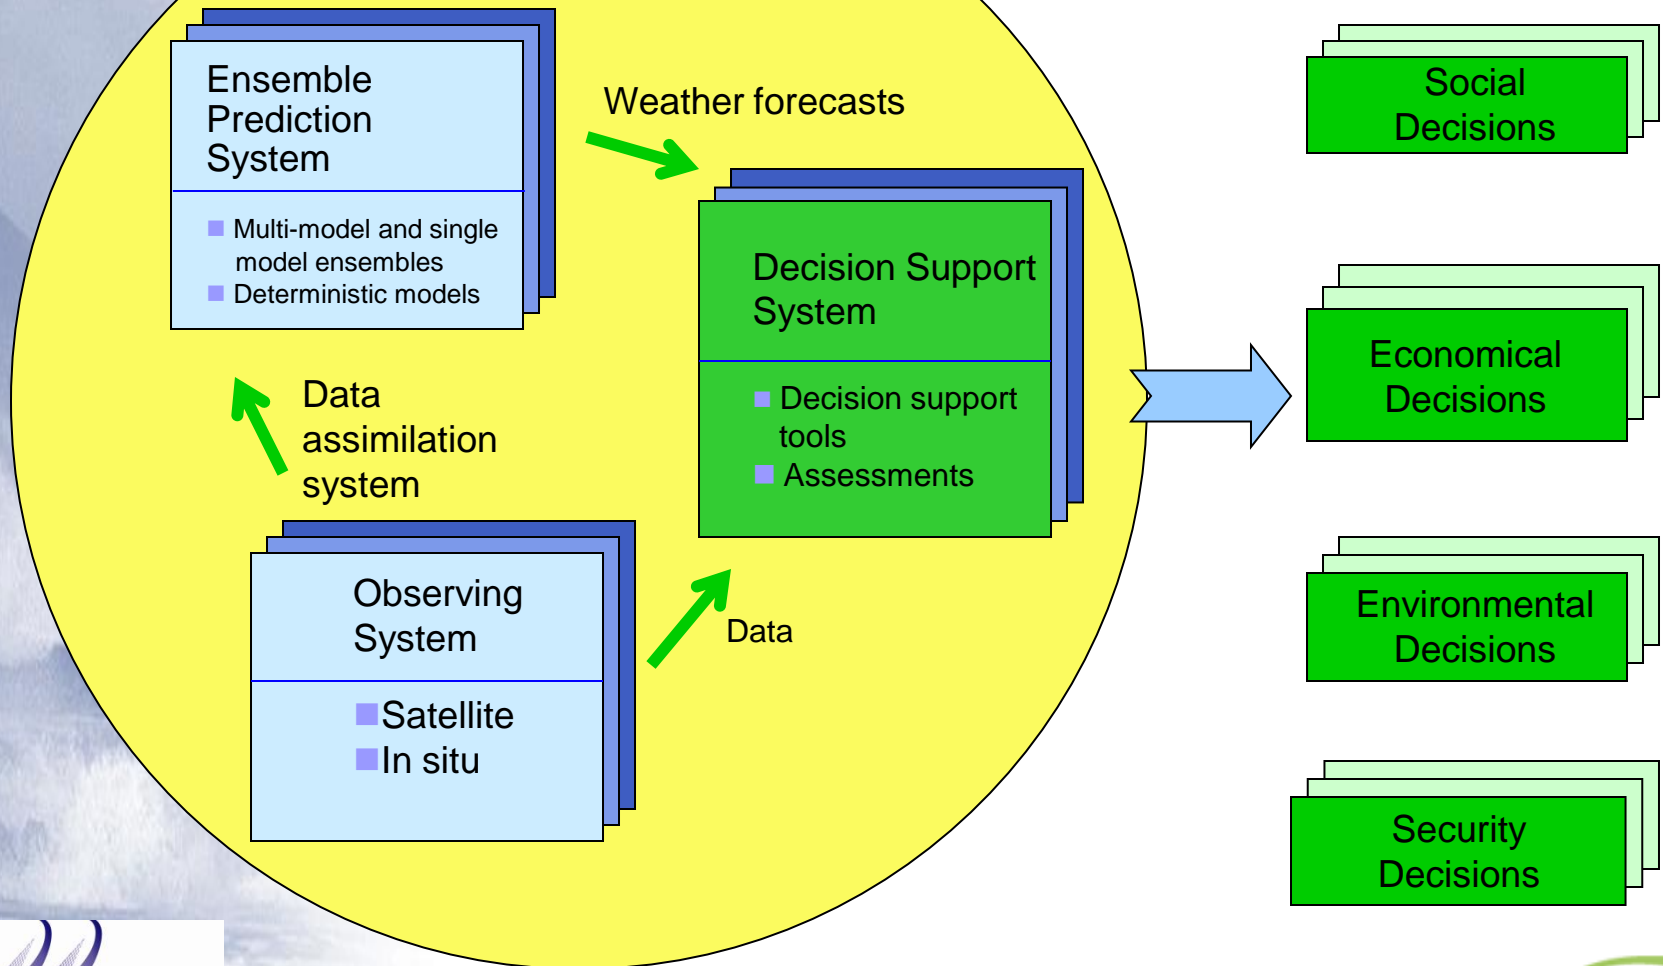 Ensemble
Prediction
System
Multi-model and single
model ensembles
Deterministic models
Weather forecasts
Decision Support
System
Decision support
tools
Assessments
Data
assimilation
system
Observing
System
Satellite
In situ
Data
Social
Decisions
Economical
Decisions
Environmental
Decisions
Security
Decisions